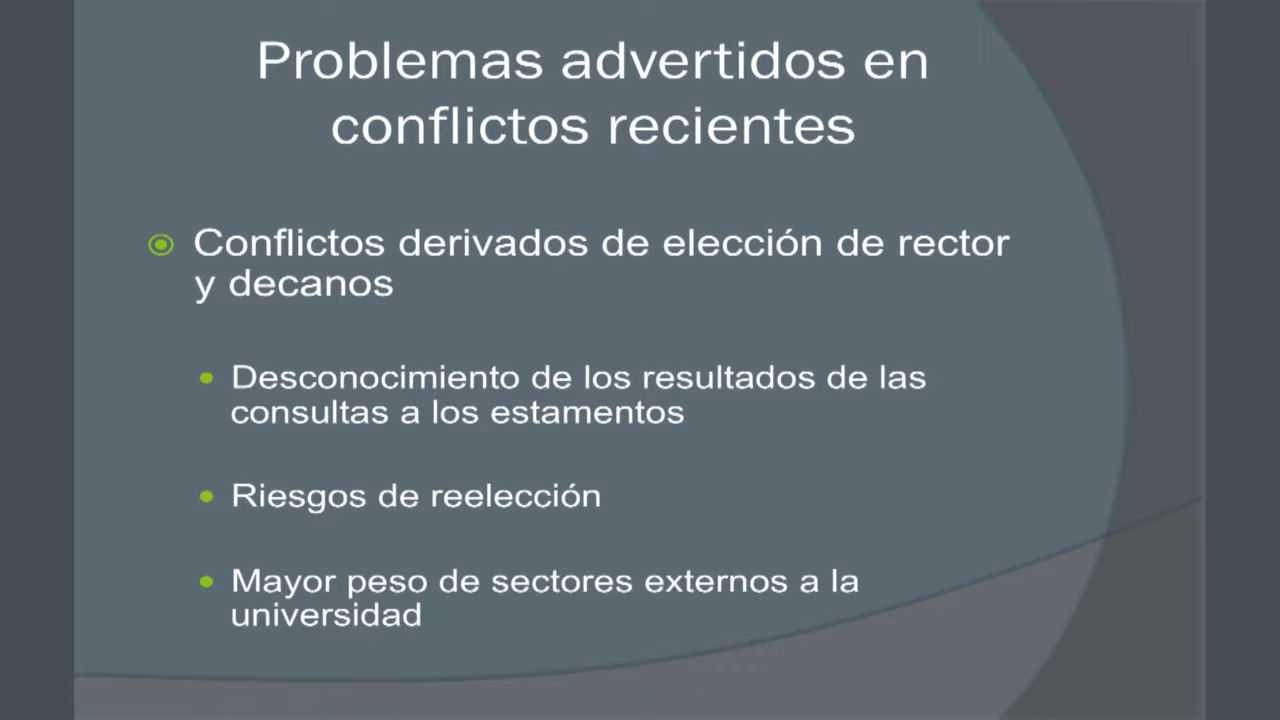 Problemas advertidos en
conflictos recientes
Conflictos derivados de elección de rector
y decanos
Desconocimiento de los resultados de las
consultas a los estamentos
Riesgos de reelección
Mayor peso de sectores externos a la
universidad